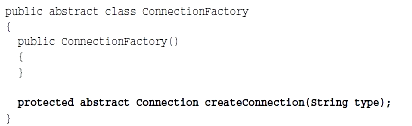 public abstract class ConnectionFactory
{
  public ConnectionFactory()
  {
  }

  protected abstract Connection createConnection(String type);
}